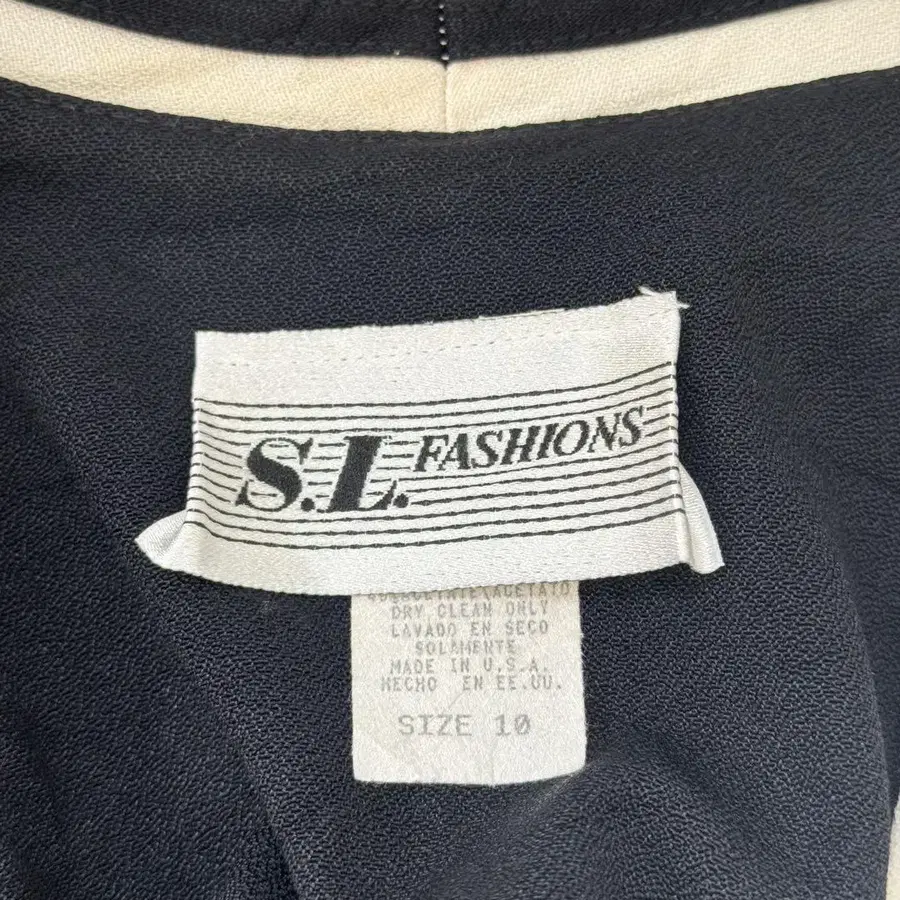 S.L. FASHIONS
DRY CLEAN ONLY
LAVADO EN SECO
SOLAMENTE
MADE IN U.S.A.
HECHO EN EE.UU.
SIZE 10